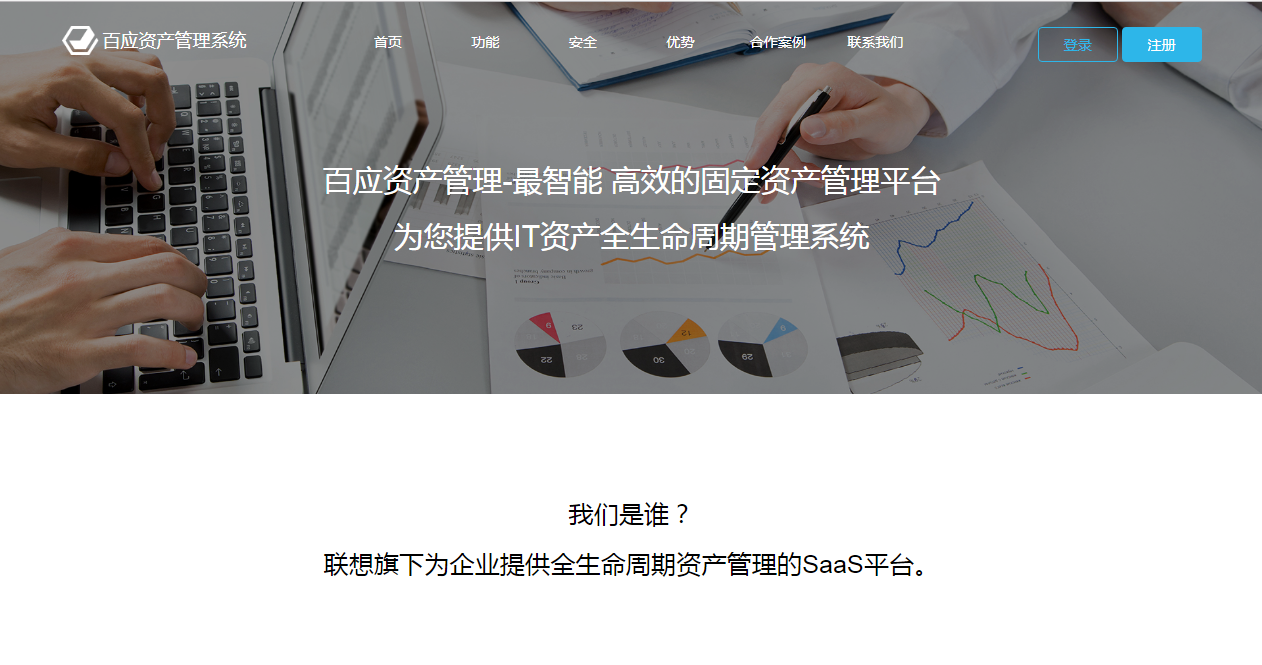 百应资产管理系统
首页 功能 安全 优势 合作案例 联系我们
登录 注册
百应资产管理-最智能 高效的固定资产管理平台
为您提供IT资产全生命周期管理系统
我们是谁？
联想旗下为企业提供全生命周期资产管理的SaaS平台。